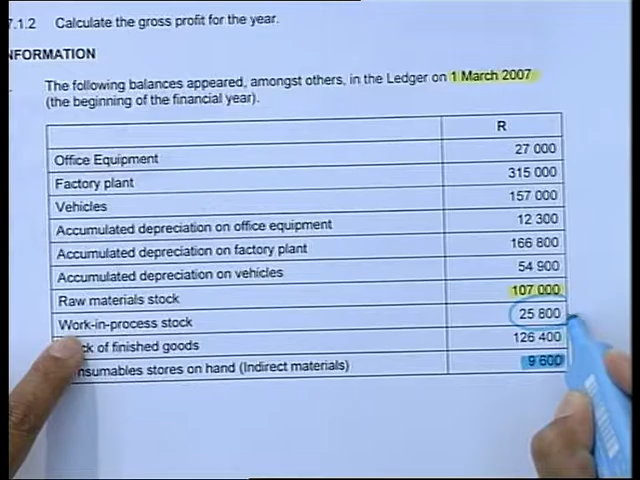 7.1.2 Calculate the gross profit for the year.
NFORMATION
The following balances appeared, amongst others, in the Ledger on 1 March 2007
(the beginning of the financial year).
R
Office Equipment 27 000
Factory plant 315 000
Vehicles 157 000
Accumulated depreciation on office equipment 12 300
Accumulated depreciation on factory plant 166 800
Accumulated depreciation on vehicles 54 900
Raw materials stock 107 000
Work-in-process stock 25 800
ck of finished goods 126 400
nsumables stores on hand (Indirect materials) 9 600